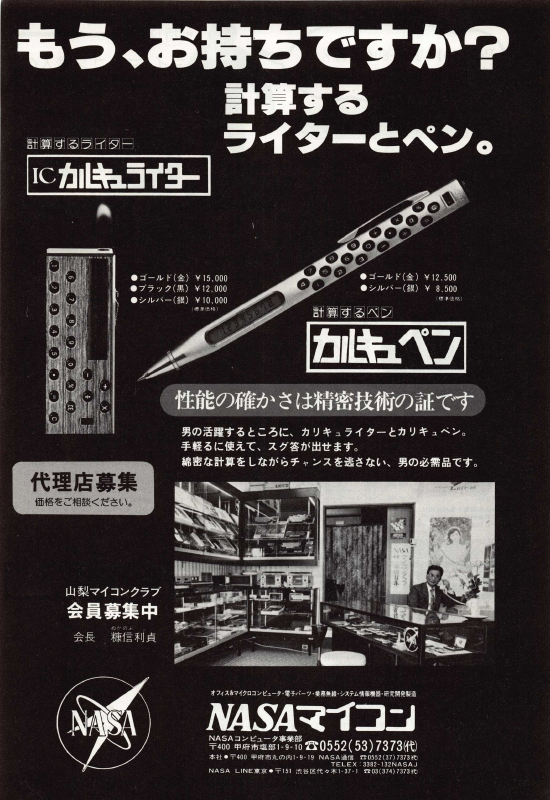 もう、お持ちですか?
計算する
ライターとペン。
計算するライター
ICカルキュライター
●ゴールド(金) ¥15,000
●ブラック(黒) ¥12,000
●シルバー(銀) ¥10,000
(標準価格)
●ゴールド(金) ¥12,500
●シルバー(銀) ¥ 8,500
(標準価格)
計算するペン
カルキュペン
性能の確かさは精密技術の証です
男の活躍するところに、カリキュライターとカリキュペン。
手軽るに使えて、スグ答が出せます。
綿密な計算をしながらチャンスを逃さない、男の必需品です。
代理店募集
価格をご相談ください。
山梨マイコンクラブ
会員募集中
会長 糠信利貞
NASA
NASA
オフィス&マイクロコンピュータ・電子パーツ・業務無線・システム情報機器・研究開発製造
NASAマイコン
NASAコンピュータ事業部
〒400 甲府市塩部1-9-10 ☎0552(53)7373(代)
本社●〒400 甲府市丸の内1-9-19 NASA通信 ☎0552(37)7373(代)
TELEX:3382-132NASAJ
NASA LINE東京●〒151 渋谷区代々木1-37-1 ☎03(374)7373(代)